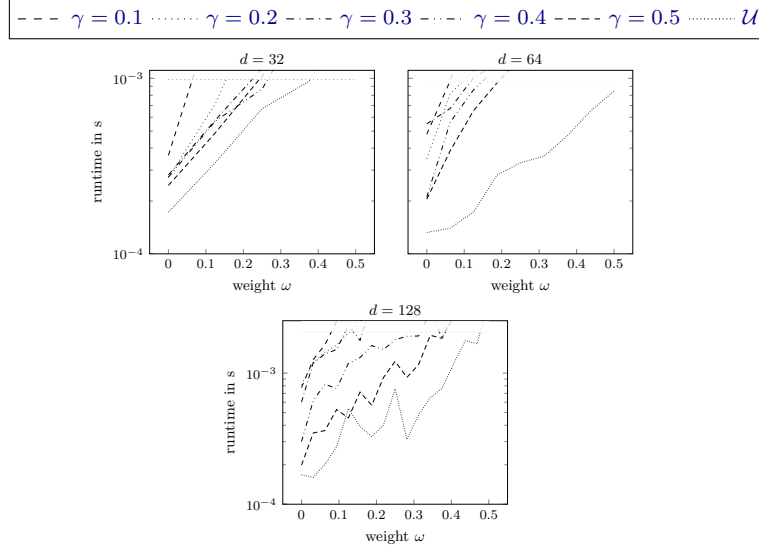 γ = 0.1 γ = 0.2 γ = 0.3 γ = 0.4 γ = 0.5 𝒰
d = 32
d = 64
10⁻³
10⁻⁴
runtime in s
0 0.1 0.2 0.3 0.4 0.5
0 0.1 0.2 0.3 0.4 0.5
weight ω
weight ω
d = 128
10⁻³
10⁻⁴
runtime in s
0 0.1 0.2 0.3 0.4 0.5
weight ω